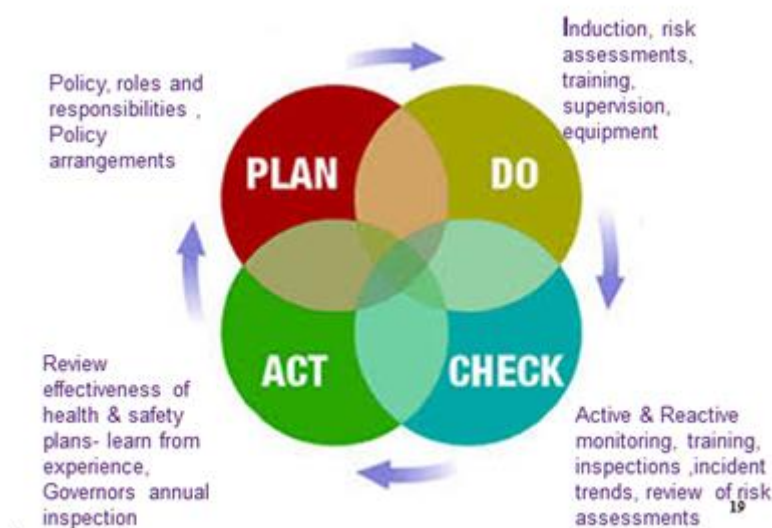 Policy, roles and
responsibilities ,
Policy
arrangements
Induction, risk
assessments,
training,
supervision,
equipment
PLAN
DO
ACT
CHECK
Review
effectiveness of
health & safety
plans- learn from
experience,
Governors annual
inspection
Active & Reactive
monitoring, training,
inspections ,incident
trends, review of risk
assessments
19